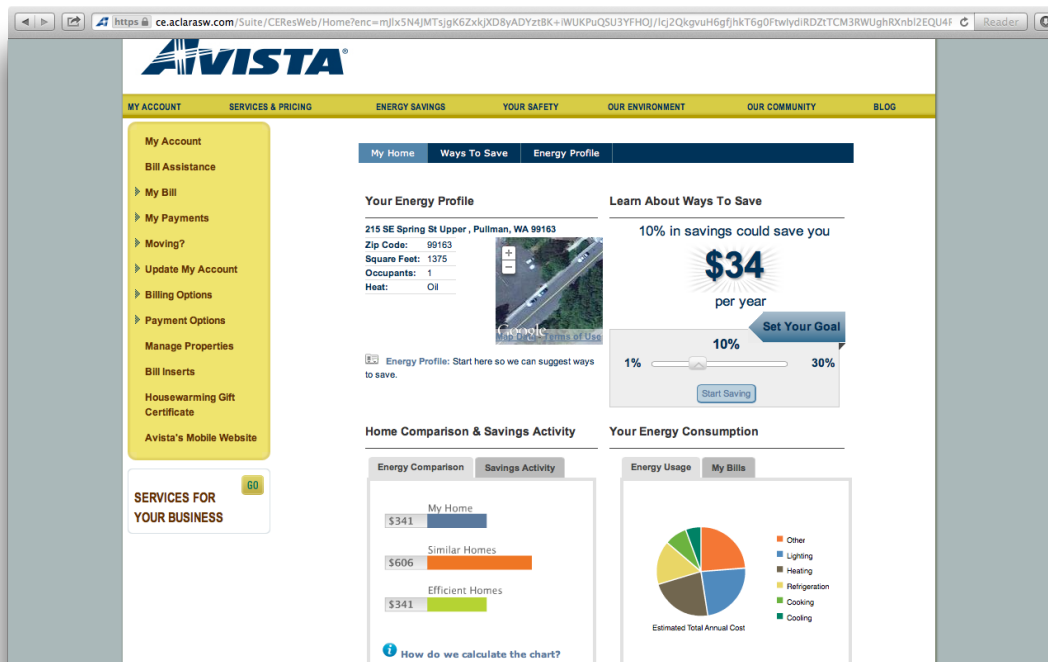 https ce.aclarasw.com/Suite/CEResWeb/Home?enc=
Reader
AVISTA®
MY ACCOUNT SERVICES & PRICING ENERGY SAVINGS YOUR SAFETY OUR ENVIRONMENT OUR COMMUNITY BLOG
My Account
Bill Assistance
My Bill
My Payments
Moving?
Update My Account
Billing Options
Payment Options
Manage Properties
Bill Inserts
Housewarming Gift
Certificate
Avista's Mobile Website
SERVICES FOR
YOUR BUSINESS
GO
My Home Ways To Save Energy Profile
Your Energy Profile
215 SE Spring St Upper , Pullman, WA 99163
Zip Code: 99163
Square Feet: 1375
Occupants: 1
Heat: Oil
+
−
Google
Map Data - Terms of Use
Energy Profile: Start here so we can suggest ways
to save.
Learn About Ways To Save
10% in savings could save you
$34
per year
Set Your Goal
10%
1% 30%
Start Saving
Home Comparison & Savings Activity
Energy Comparison Savings Activity
My Home
$341
Similar Homes
$606
Efficient Homes
$341
How do we calculate the chart?
Your Energy Consumption
Energy Usage My Bills
Other
Lighting
Heating
Refrigeration
Cooking
Cooling
Estimated Total Annual Cost